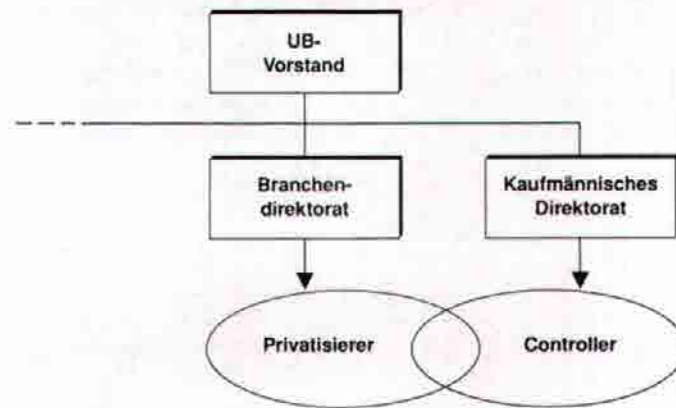 UB-
Vorstand
Branchen-
direktorat
Kaufmännisches
Direktorat
Privatisierer
Controller